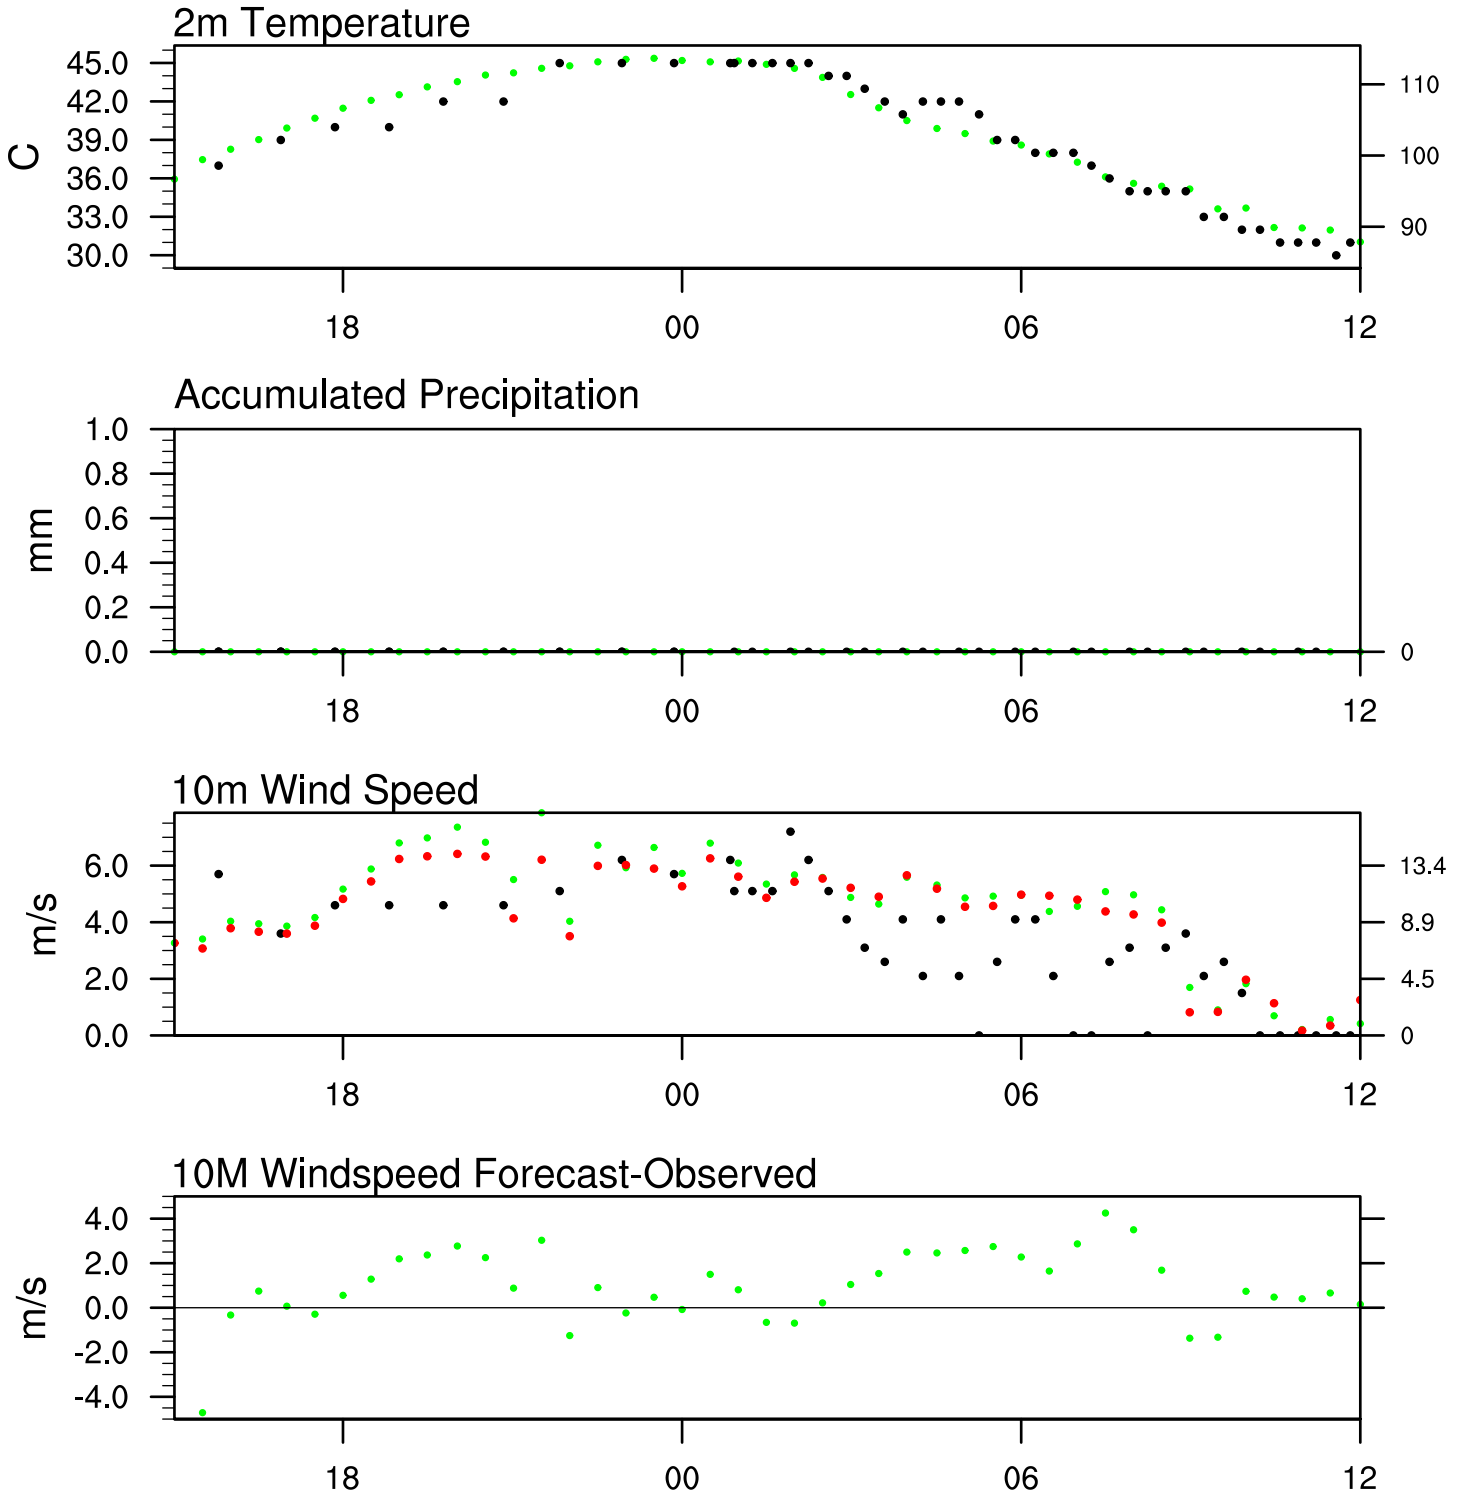 2m Temperature
45.0
42.0
39.0
36.0
33.0
30.0
C
110
100
90
18 00 06 12
Accumulated Precipitation
1.0
0.8
0.6
0.4
0.2
0.0
mm
0
18 00 06 12
10m Wind Speed
6.0
4.0
2.0
0.0
m/s
13.4
8.9
4.5
0
18 00 06 12
10M Windspeed Forecast-Observed
4.0
2.0
0.0
-2.0
-4.0
m/s
18 00 06 12